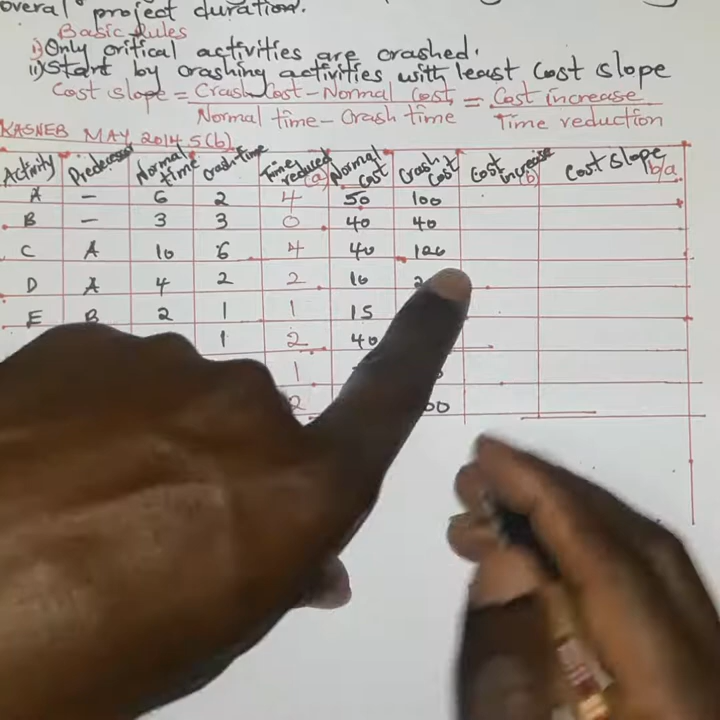 overal project duration.
Basic Rules
i) Only critical activities are crashed.
ii) Start by crashing activities with least cost slope
Cost slope = Crash Cost - Normal Cost = Cost increase
Normal time - Crash time Time reduction
KASNEB MAY 2014 5(b)
Activity Predecessor Normal time Crash Time Time reduced (a) Normal Cost Crash Cost Cost increase (b) Cost Slope b/a
A - 6 2 4 50 100
B - 3 3 0 40 40
C A 10 6 4 40
D A 4 2 2 10
E B 2 1 1 15
1 2 40
1
2 00